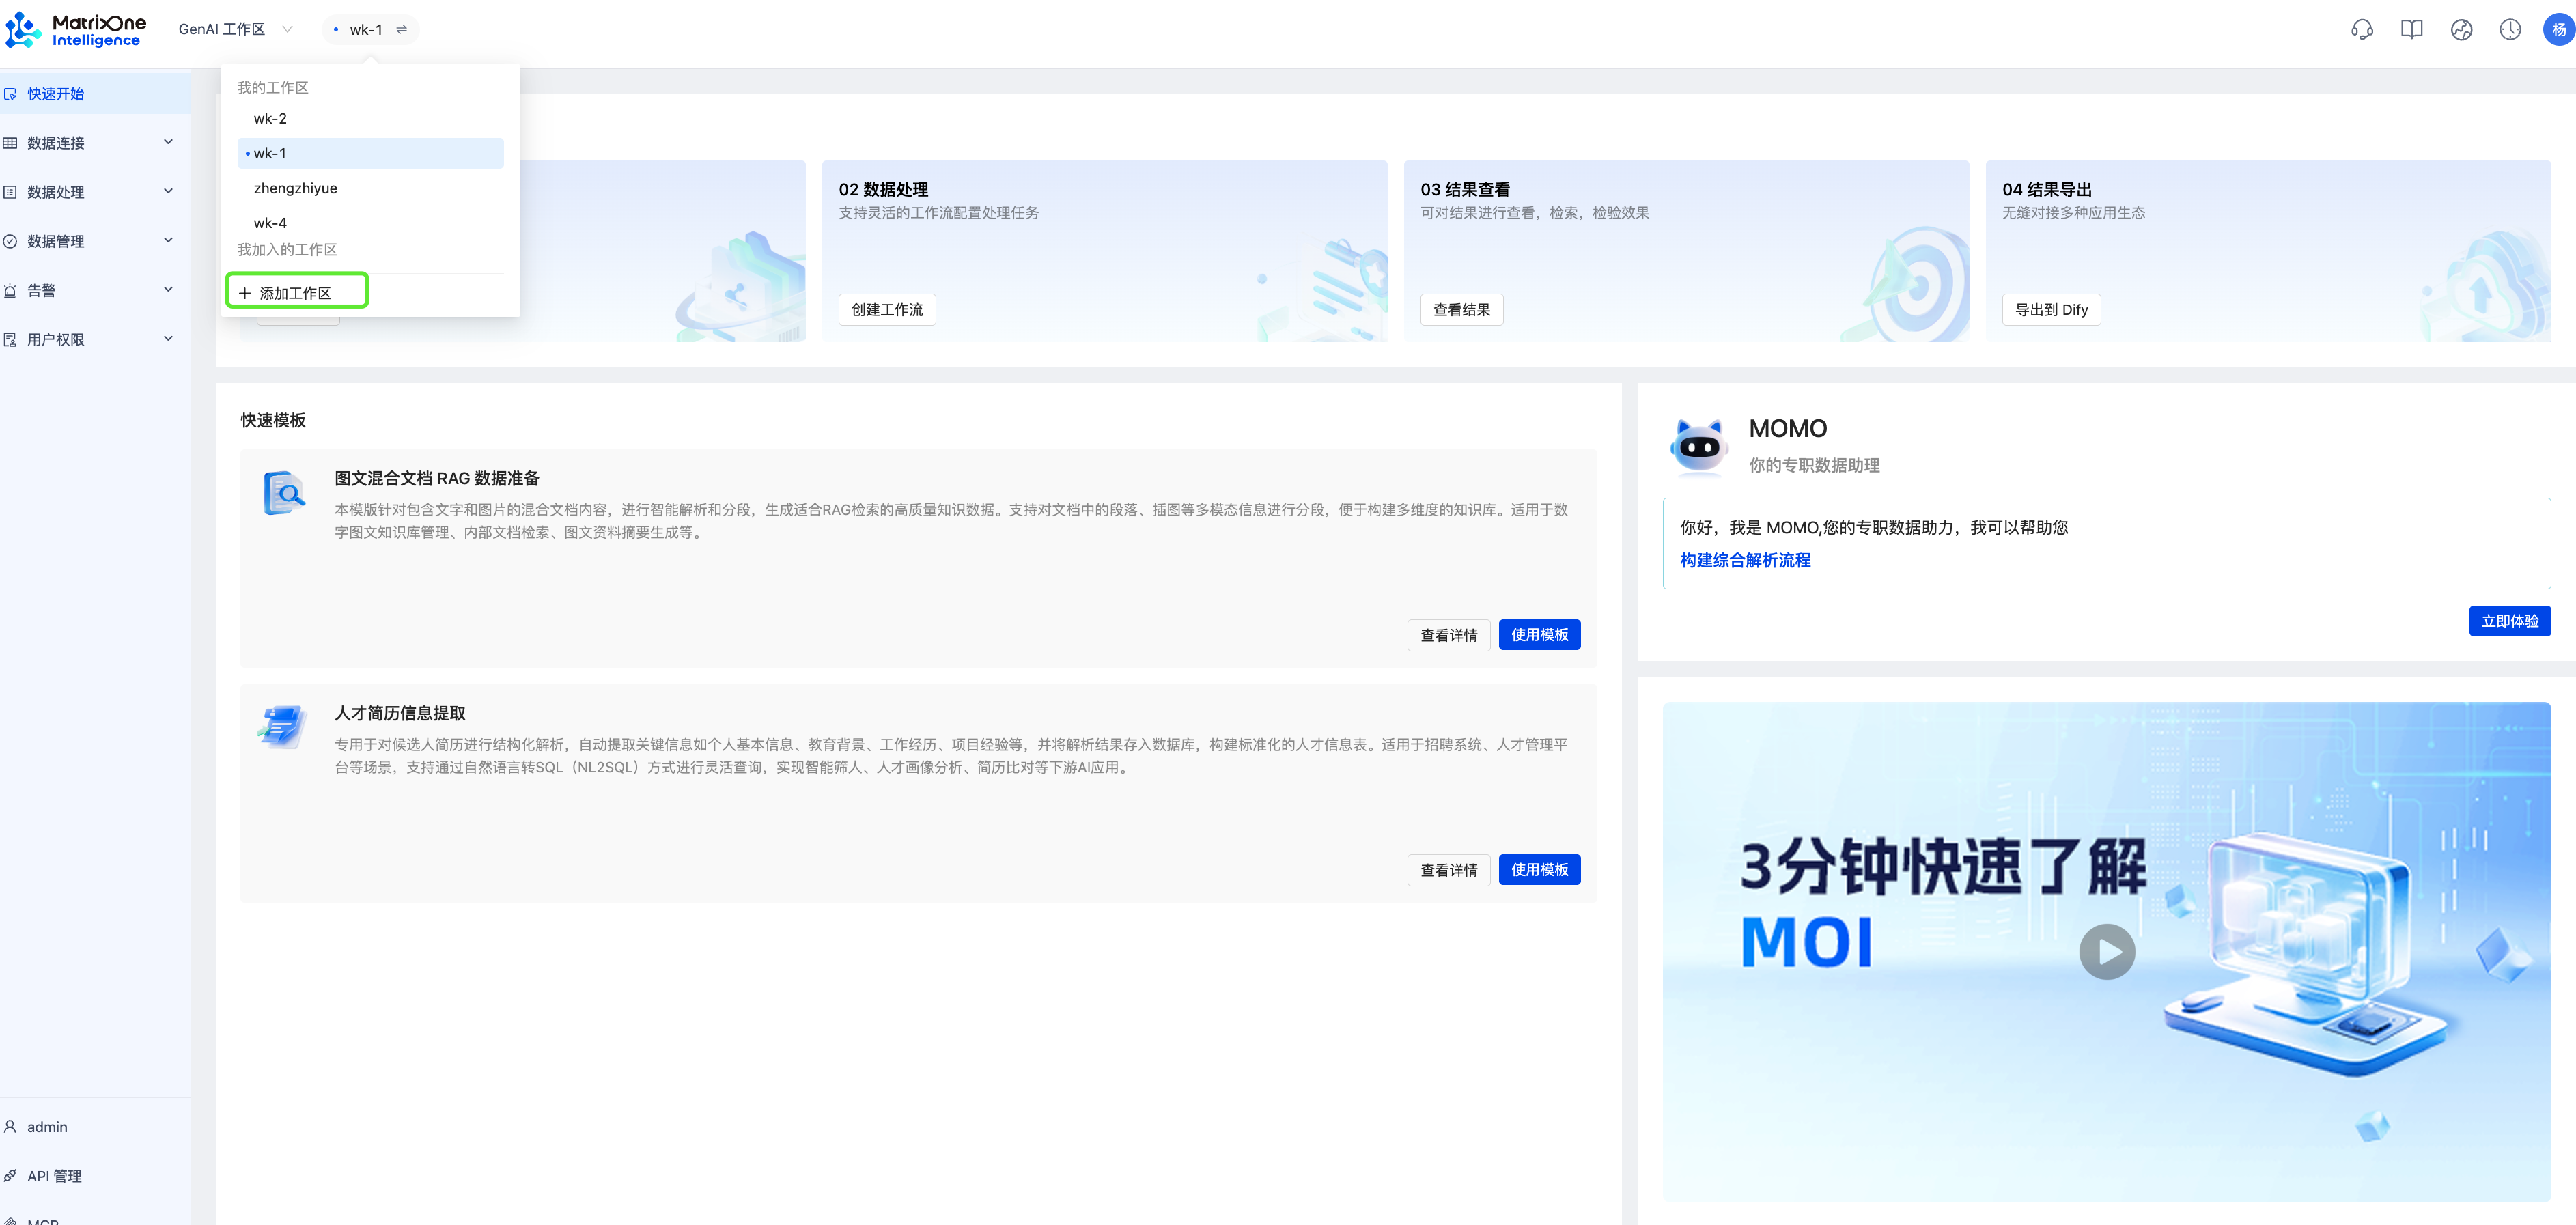 MatrixOne
Intelligence
GenAI 工作区
wk-1
杨
快速开始
数据连接
数据处理
数据管理
告警
用户权限
admin
API 管理
我的工作区
wk-2
wk-1
zhengzhiyue
wk-4
我加入的工作区
添加工作区
02 数据处理
支持灵活的工作流配置处理任务
创建工作流
03 结果查看
可对结果进行查看，检索，检验效果
查看结果
04 结果导出
无缝对接多种应用生态
导出到 Dify
快速模板
图文混合文档 RAG 数据准备
本模版针对包含文字和图片的混合文档内容，进行智能解析和分段，生成适合RAG检索的高质量知识数据。支持对文档中的段落、插图等多模态信息进行分段，便于构建多维度的知识库。适用于数
字图文知识库管理、内部文档检索、图文资料摘要生成等。
查看详情
使用模板
人才简历信息提取
专用于对候选人简历进行结构化解析，自动提取关键信息如个人基本信息、教育背景、工作经历、项目经验等，并将解析结果存入数据库，构建标准化的人才信息表。适用于招聘系统、人才管理平
台等场景，支持通过自然语言转SQL（NL2SQL）方式进行灵活查询，实现智能筛人、人才画像分析、简历比对等下游AI应用。
查看详情
使用模板
MOMO
你的专职数据助理
你好，我是 MOMO,您的专职数据助力，我可以帮助您
构建综合解析流程
立即体验
3分钟快速了解
MOI